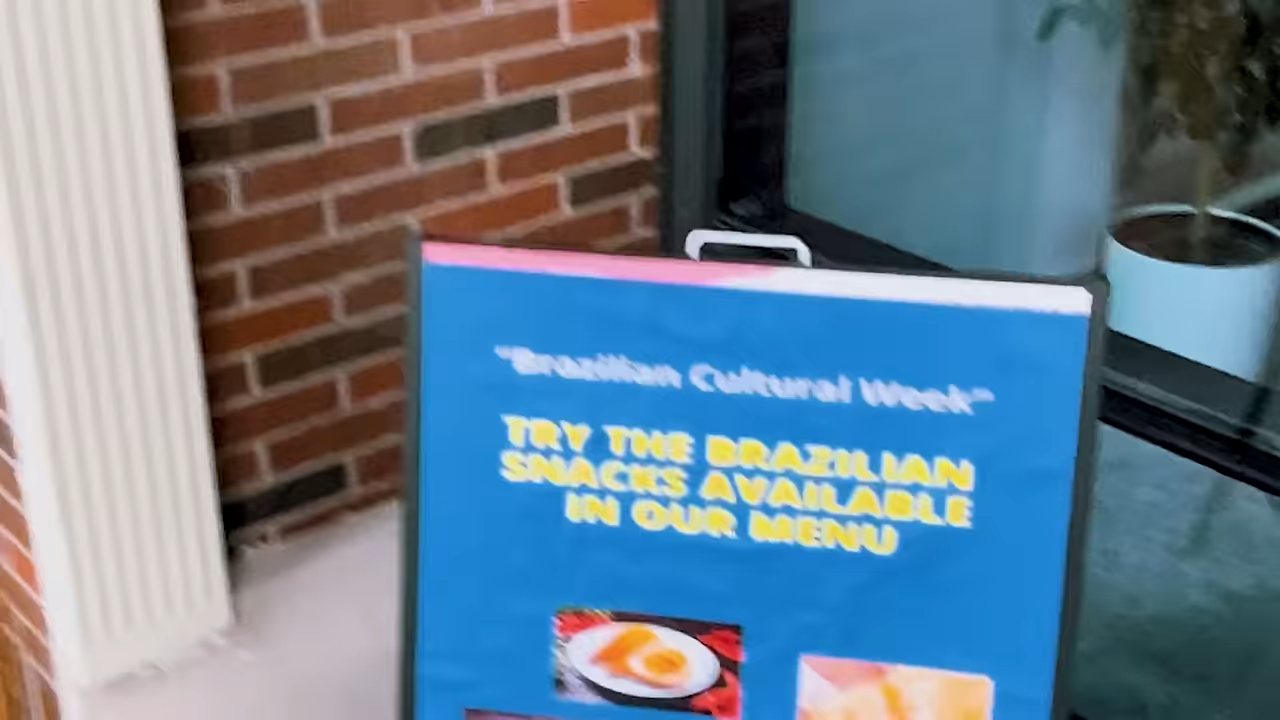 "Brazilian Cultural Week"
TRY THE BRAZILIAN
SNACKS AVAILABLE
IN OUR MENU